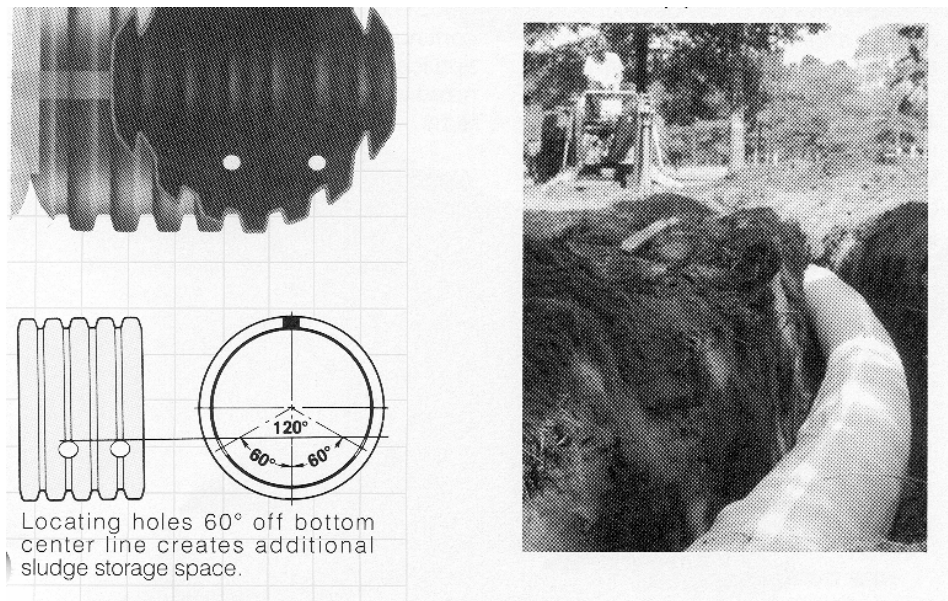 120°
60° 60°
Locating holes 60° off bottom
center line creates additional
sludge storage space.